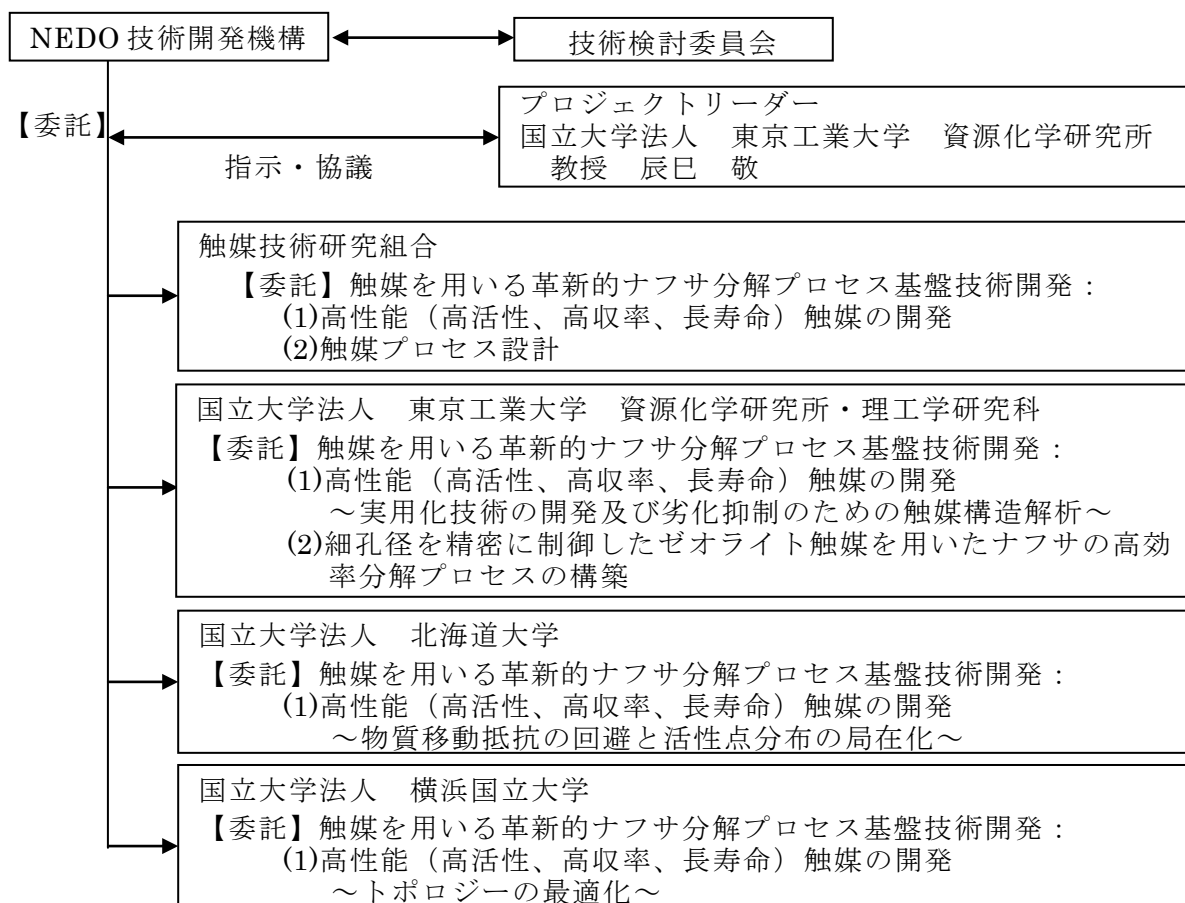 NEDO 技術開発機構
技術検討委員会
【委託】
指示・協議
プロジェクトリーダー
国立大学法人 東京工業大学 資源化学研究所
教授 辰巳 敬
触媒技術研究組合
【委託】触媒を用いる革新的ナフサ分解プロセス基盤技術開発：
(1)高性能（高活性、高収率、長寿命）触媒の開発
(2)触媒プロセス設計
国立大学法人 東京工業大学 資源化学研究所・理工学研究科
【委託】触媒を用いる革新的ナフサ分解プロセス基盤技術開発：
(1)高性能（高活性、高収率、長寿命）触媒の開発
～実用化技術の開発及び劣化抑制のための触媒構造解析～
(2)細孔径を精密に制御したゼオライト触媒を用いたナフサの高効
率分解プロセスの構築
国立大学法人 北海道大学
【委託】触媒を用いる革新的ナフサ分解プロセス基盤技術開発：
(1)高性能（高活性、高収率、長寿命）触媒の開発
～物質移動抵抗の回避と活性点分布の局在化～
国立大学法人 横浜国立大学
【委託】触媒を用いる革新的ナフサ分解プロセス基盤技術開発：
(1)高性能（高活性、高収率、長寿命）触媒の開発
～トポロジーの最適化～